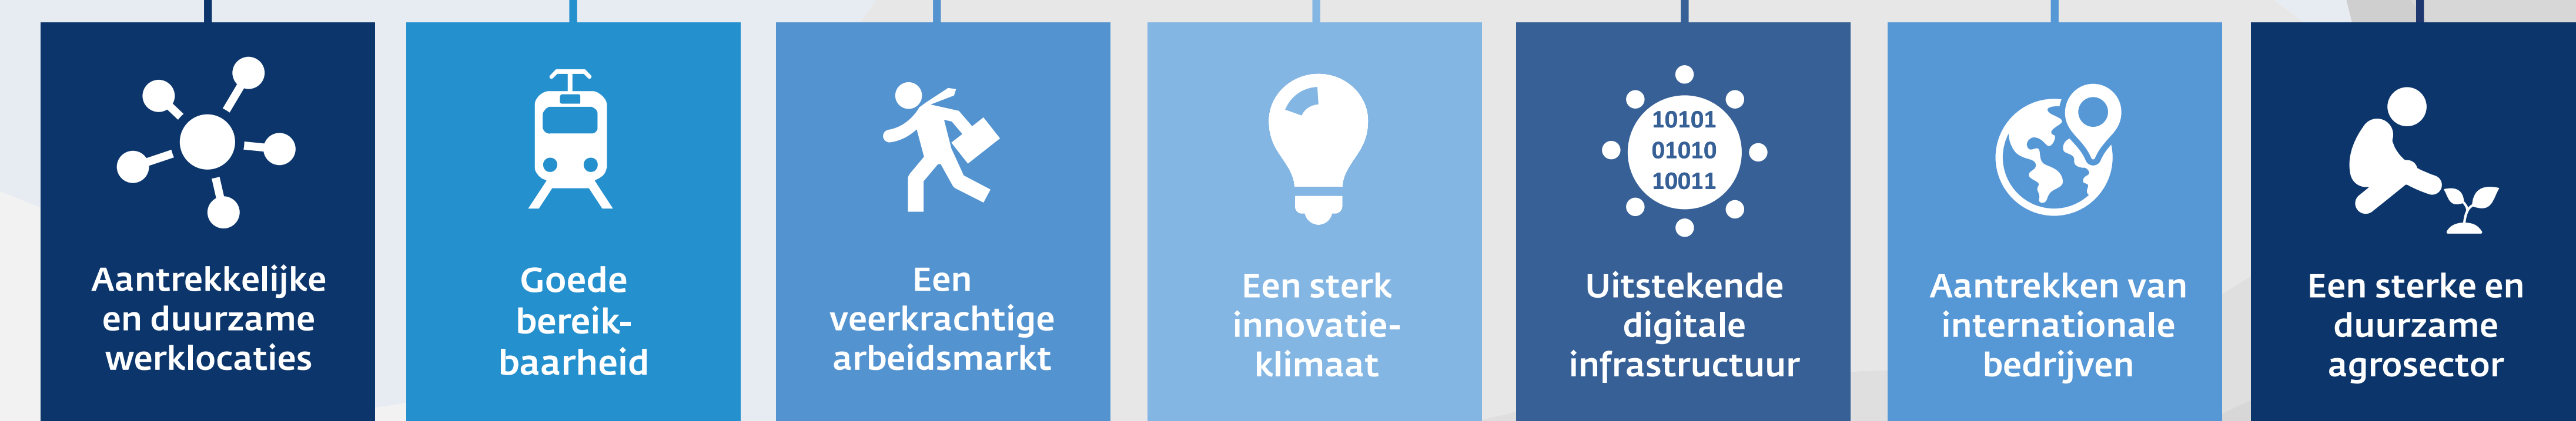 Aantrekkelijke
en duurzame
werklocaties
Goede
bereik-
baarheid
Een
veerkrachtige
arbeidsmarkt
Een sterk
innovatie-
klimaat
10101
01010
10011
Uitstekende
digitale
infrastructuur
Aantrekken van
internationale
bedrijven
Een sterke en
duurzame
agrosector